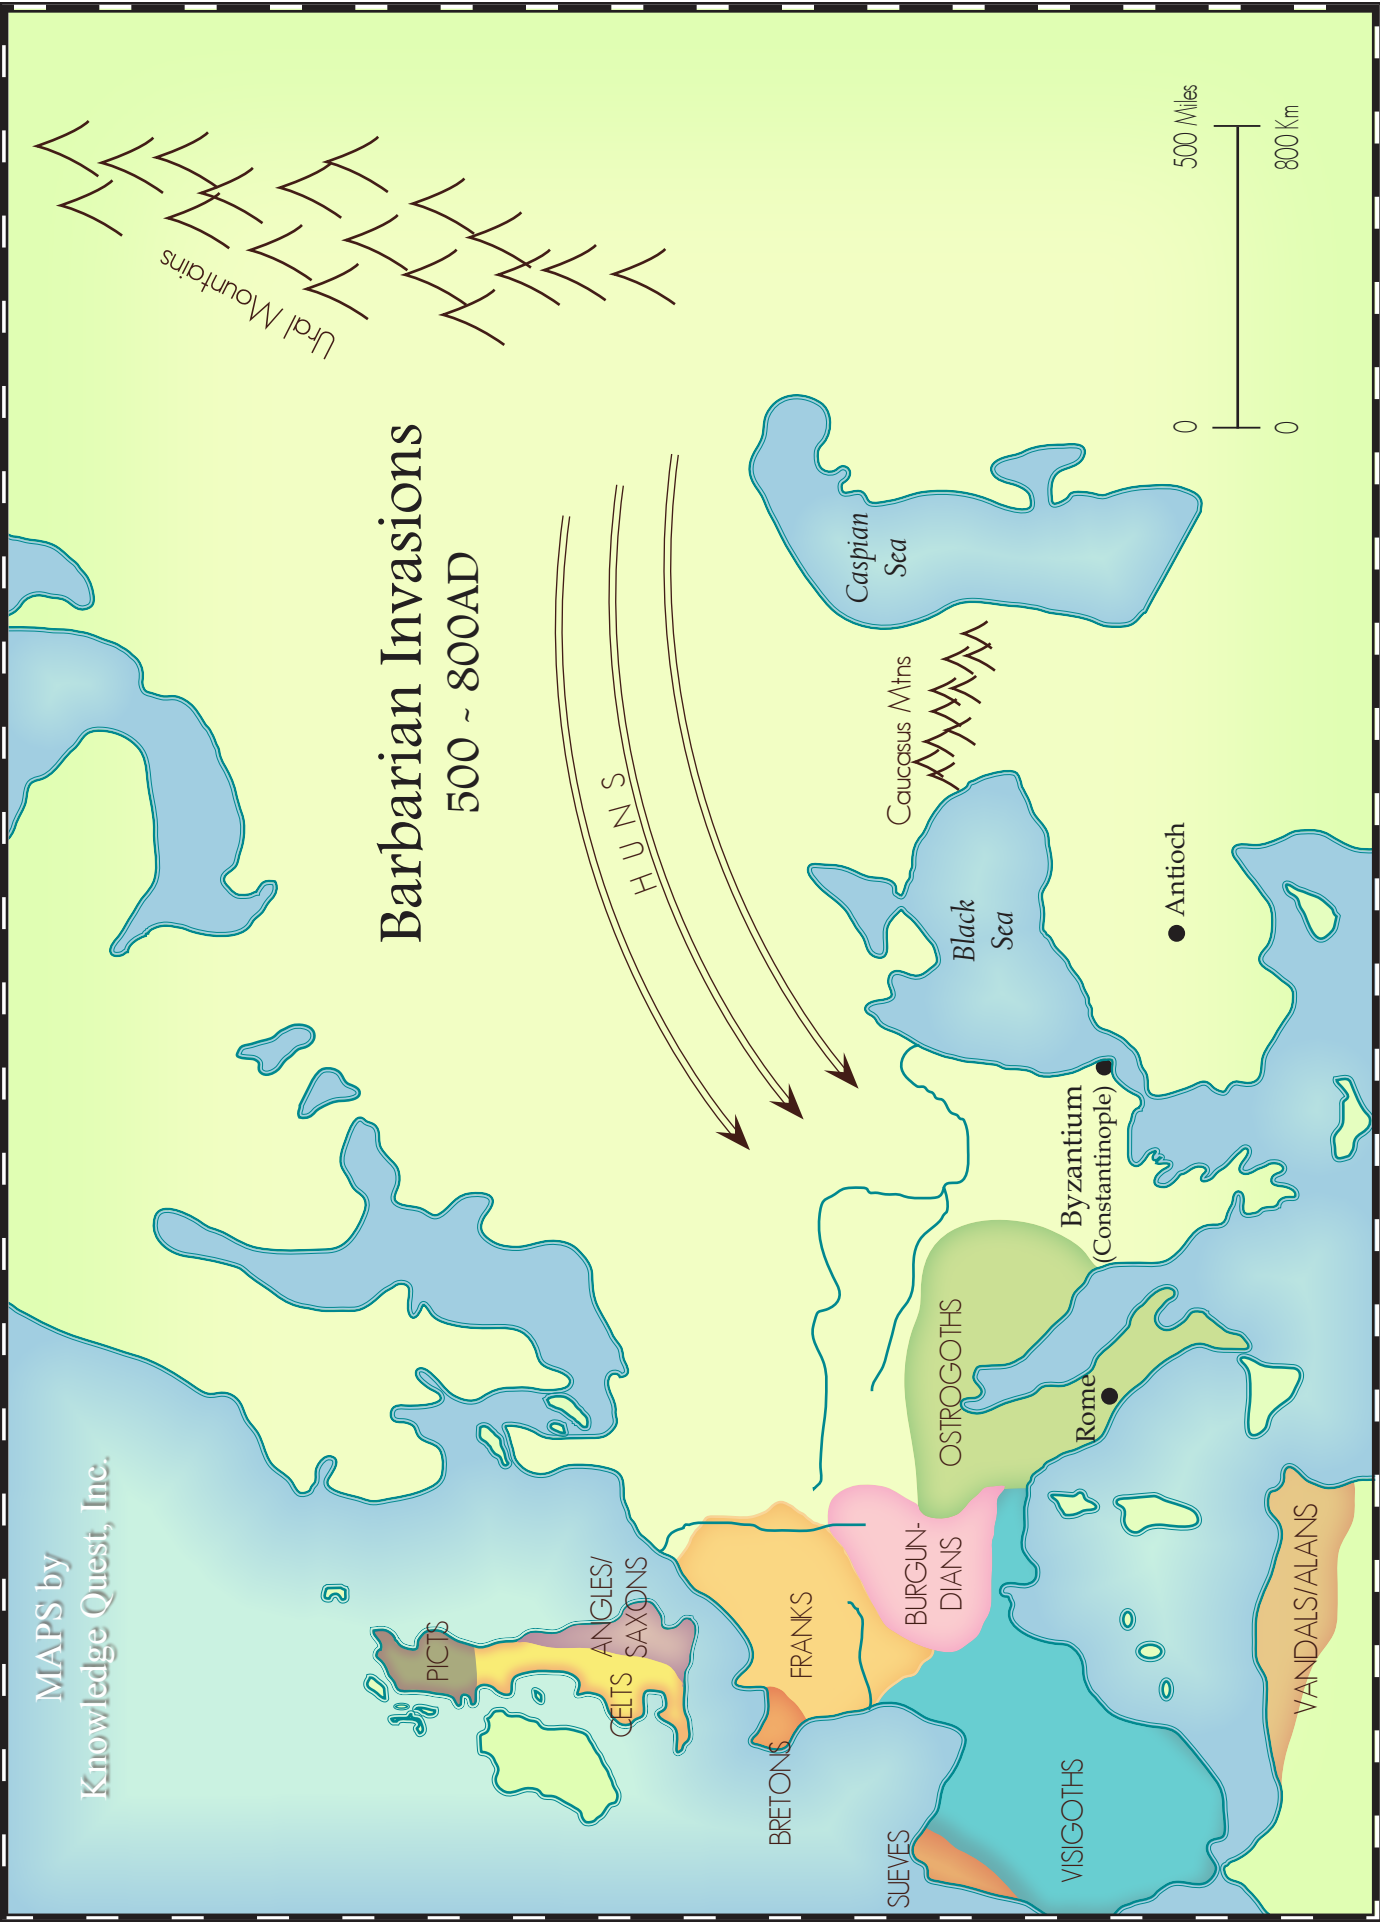 MAPS by
Knowledge Quest, Inc.
Barbarian Invasions
500 ~ 800AD
Ural Mountains
HUNS
PICTS
ANGLES/
SAXONS
CELTS
BRETONS
FRANKS
BURGUN-
DIANS
SUEVES
VISIGOTHS
OSTROGOTHS
VANDALS/ALANS
Rome
Byzantium
(Constantinople)
Black
Sea
Caucasus Mtns
Caspian
Sea
Antioch
0
500 Miles
0
800 Km